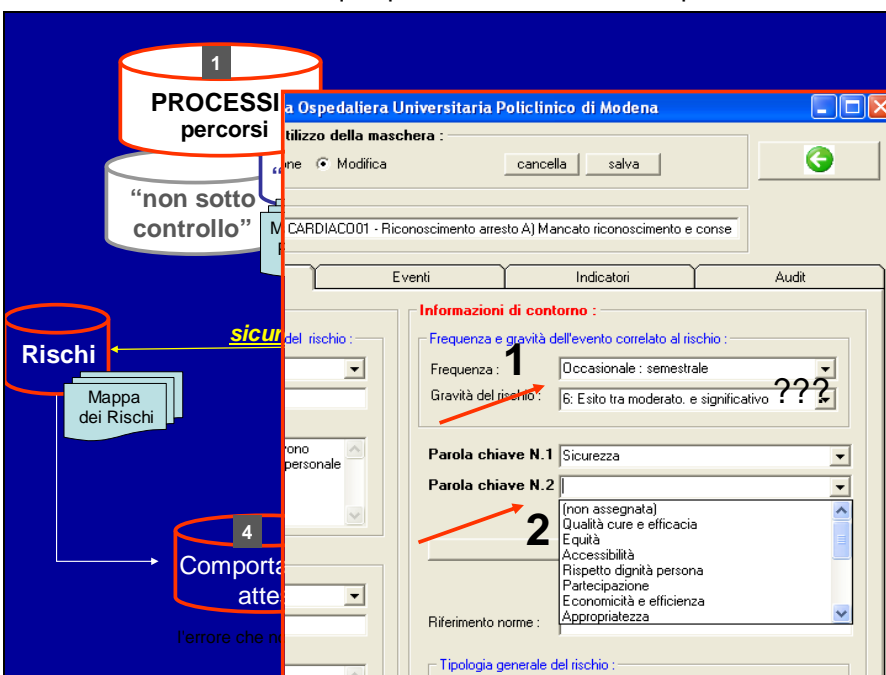 1
PROCESSI
percorsi
"non sotto
controllo"
M
Rischi
Mappa
dei Rischi
sicur
4
Comporta
atte
l'errore che n
a Ospedaliera Universitaria Policlinico di Modena
tilizzo della maschera :
one Modifica
cancella
salva
CARDIACO01 - Riconoscimento arresto A) Mancato riconoscimento e conse
Eventi
Indicatori
Audit
del rischio :
vono
personale
Informazioni di contorno :
Frequenza e gravità dell'evento correlato al rischio :
1
Frequenza :
Occasionale : semestrale
Gravità del rischio :
6: Esito tra moderato. e significativo
???
Parola chiave N.1
Sicurezza
Parola chiave N.2
2
(non assegnata)
Qualità cure e efficacia
Equità
Accessibilità
Rispetto dignità persona
Partecipazione
Economicità e efficienza
Appropriatezza
Riferimento norme :
Tipologia generale del rischio :